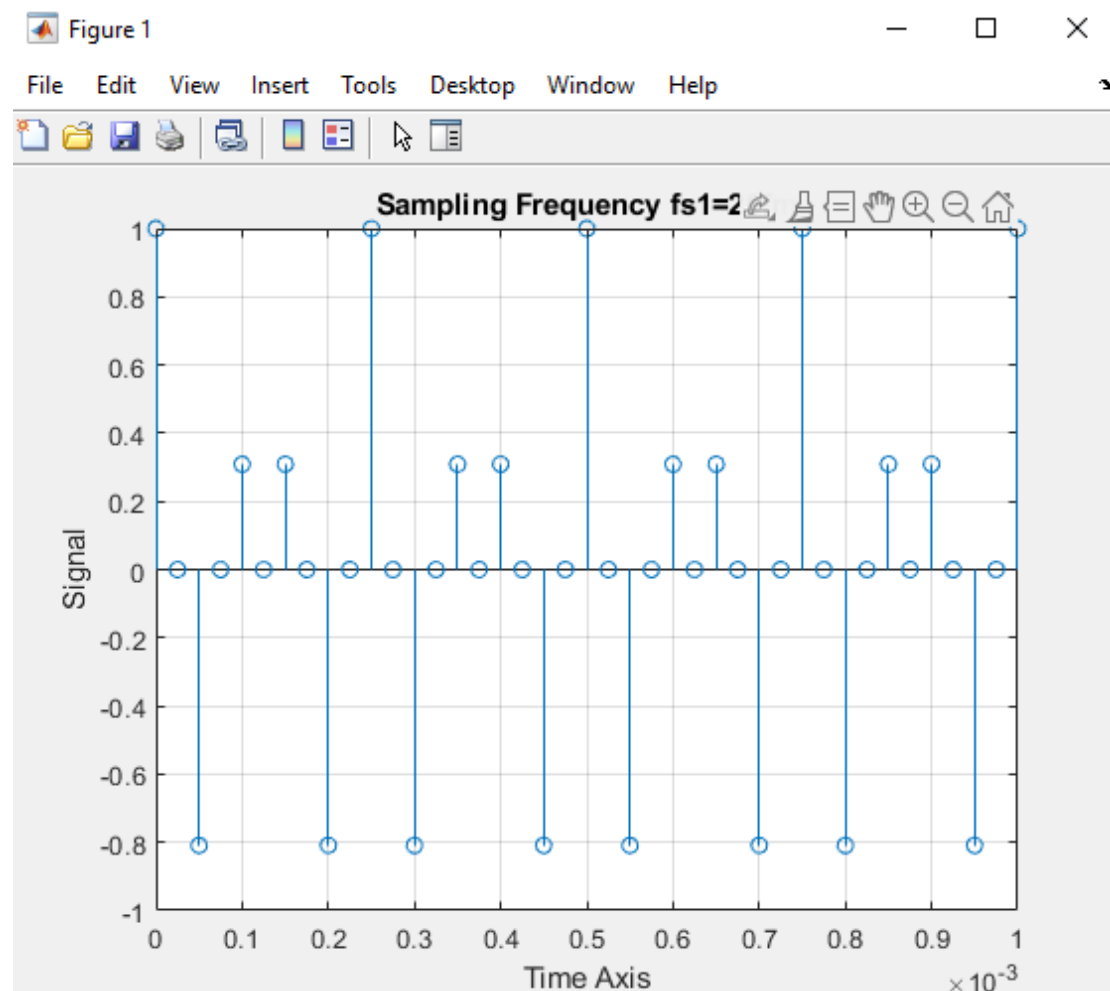 Figure 1
File Edit View Insert Tools Desktop Window Help
Sampling Frequency fs1=2
1
0.8
0.6
0.4
0.2
0
-0.2
-0.4
-0.6
-0.8
-1
Signal
0 0.1 0.2 0.3 0.4 0.5 0.6 0.7 0.8 0.9 1
Time Axis
×10⁻³